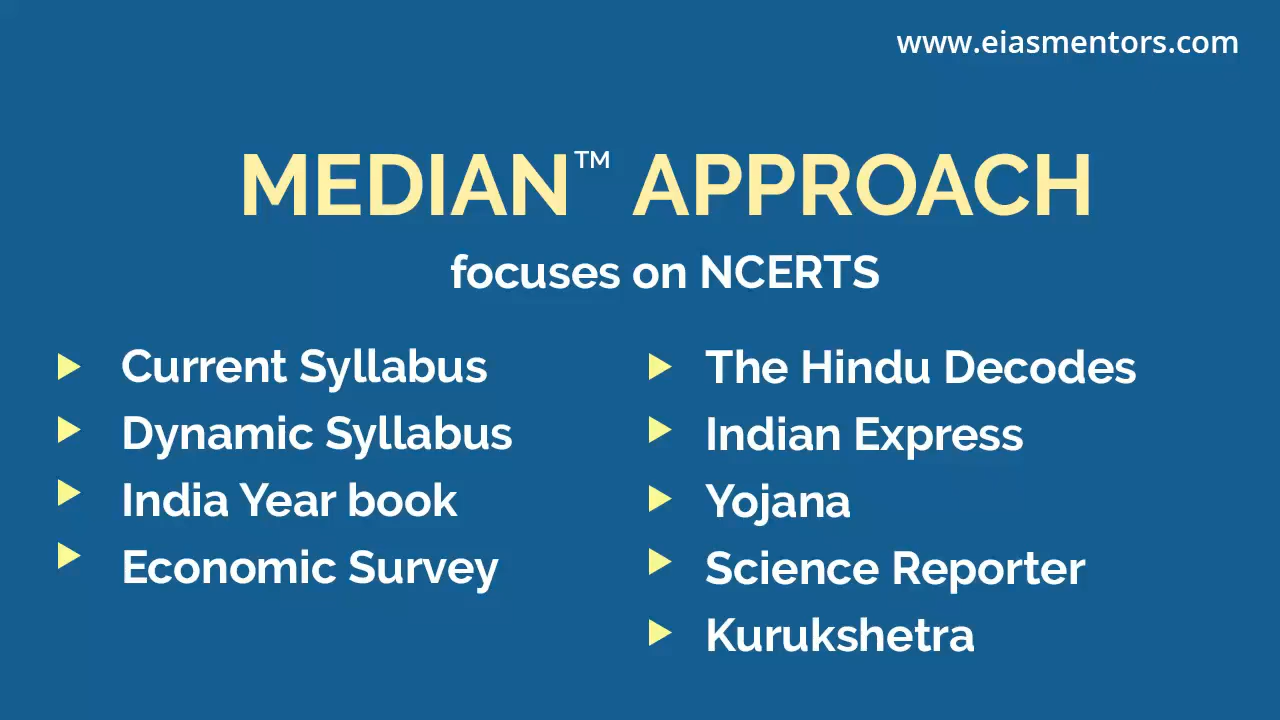 www.eiasmentors.com
MEDIAN™ APPROACH
focuses on NCERTS
Current Syllabus
Dynamic Syllabus
India Year book
Economic Survey
The Hindu Decodes
Indian Express
Yojana
Science Reporter
Kurukshetra